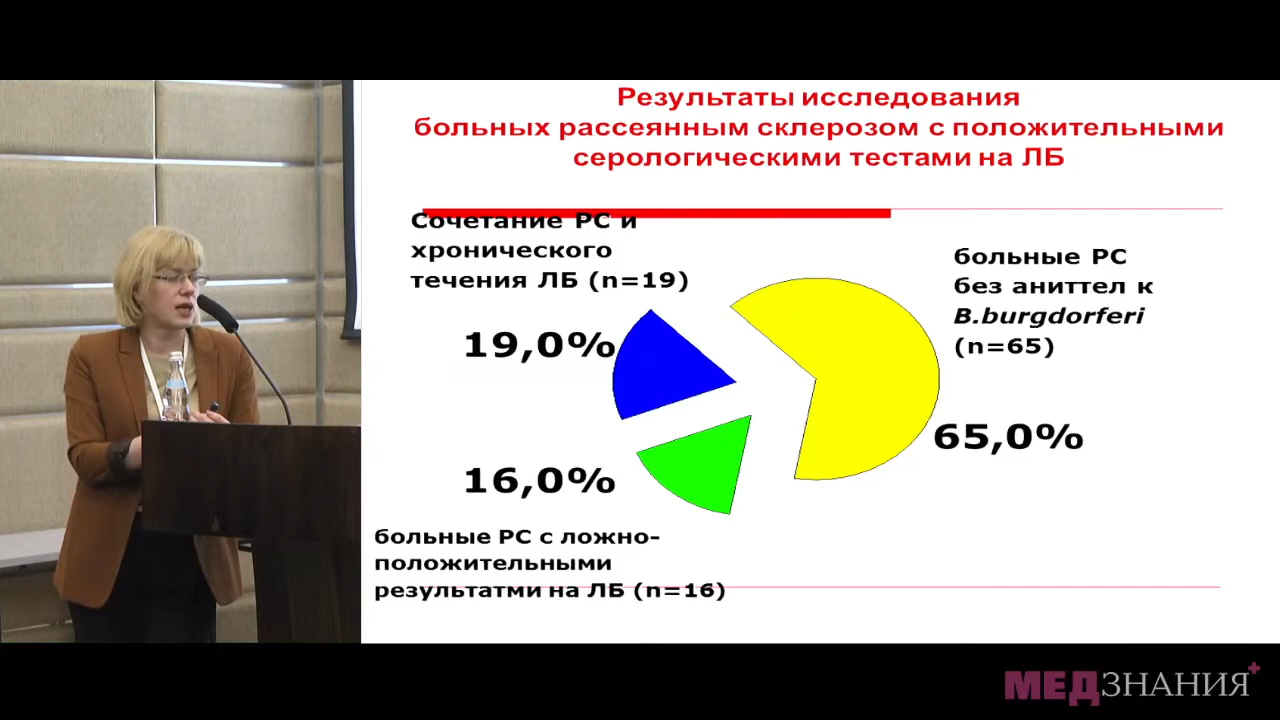 Результаты исследования
больных рассеянным склерозом с положительными
серологическими тестами на ЛБ
Сочетание РС и
хронического
течения ЛБ (n=19)
19,0%
больные РС
без аниттел к
B.burgdorferi
(n=65)
65,0%
16,0%
больные РС с ложно-
положительными
результатми на ЛБ (n=16)
МЕДЗНАНИЯ+